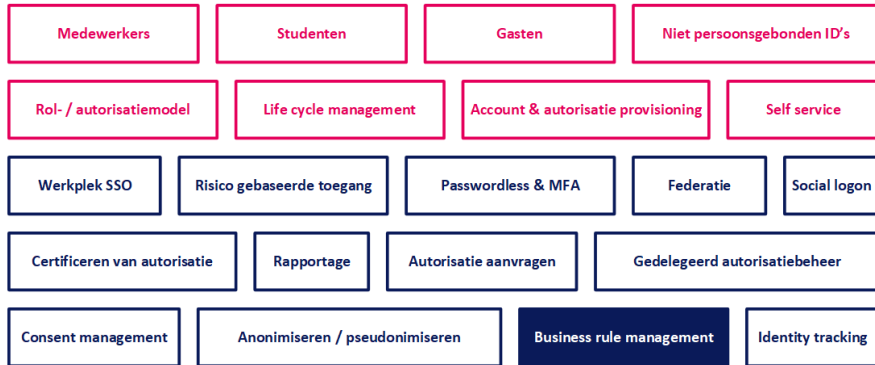 Medewerkers
Studenten
Gasten
Niet persoonsgebonden ID's
Rol- / autorisatiemodel
Life cycle management
Account & autorisatie provisioning
Self service
Werkplek SSO
Risico gebaseerde toegang
Passwordless & MFA
Federatie
Social logon
Certificeren van autorisatie
Rapportage
Autorisatie aanvragen
Gedelegeerd autorisatiebeheer
Consent management
Anonimiseren / pseudonimiseren
Business rule management
Identity tracking